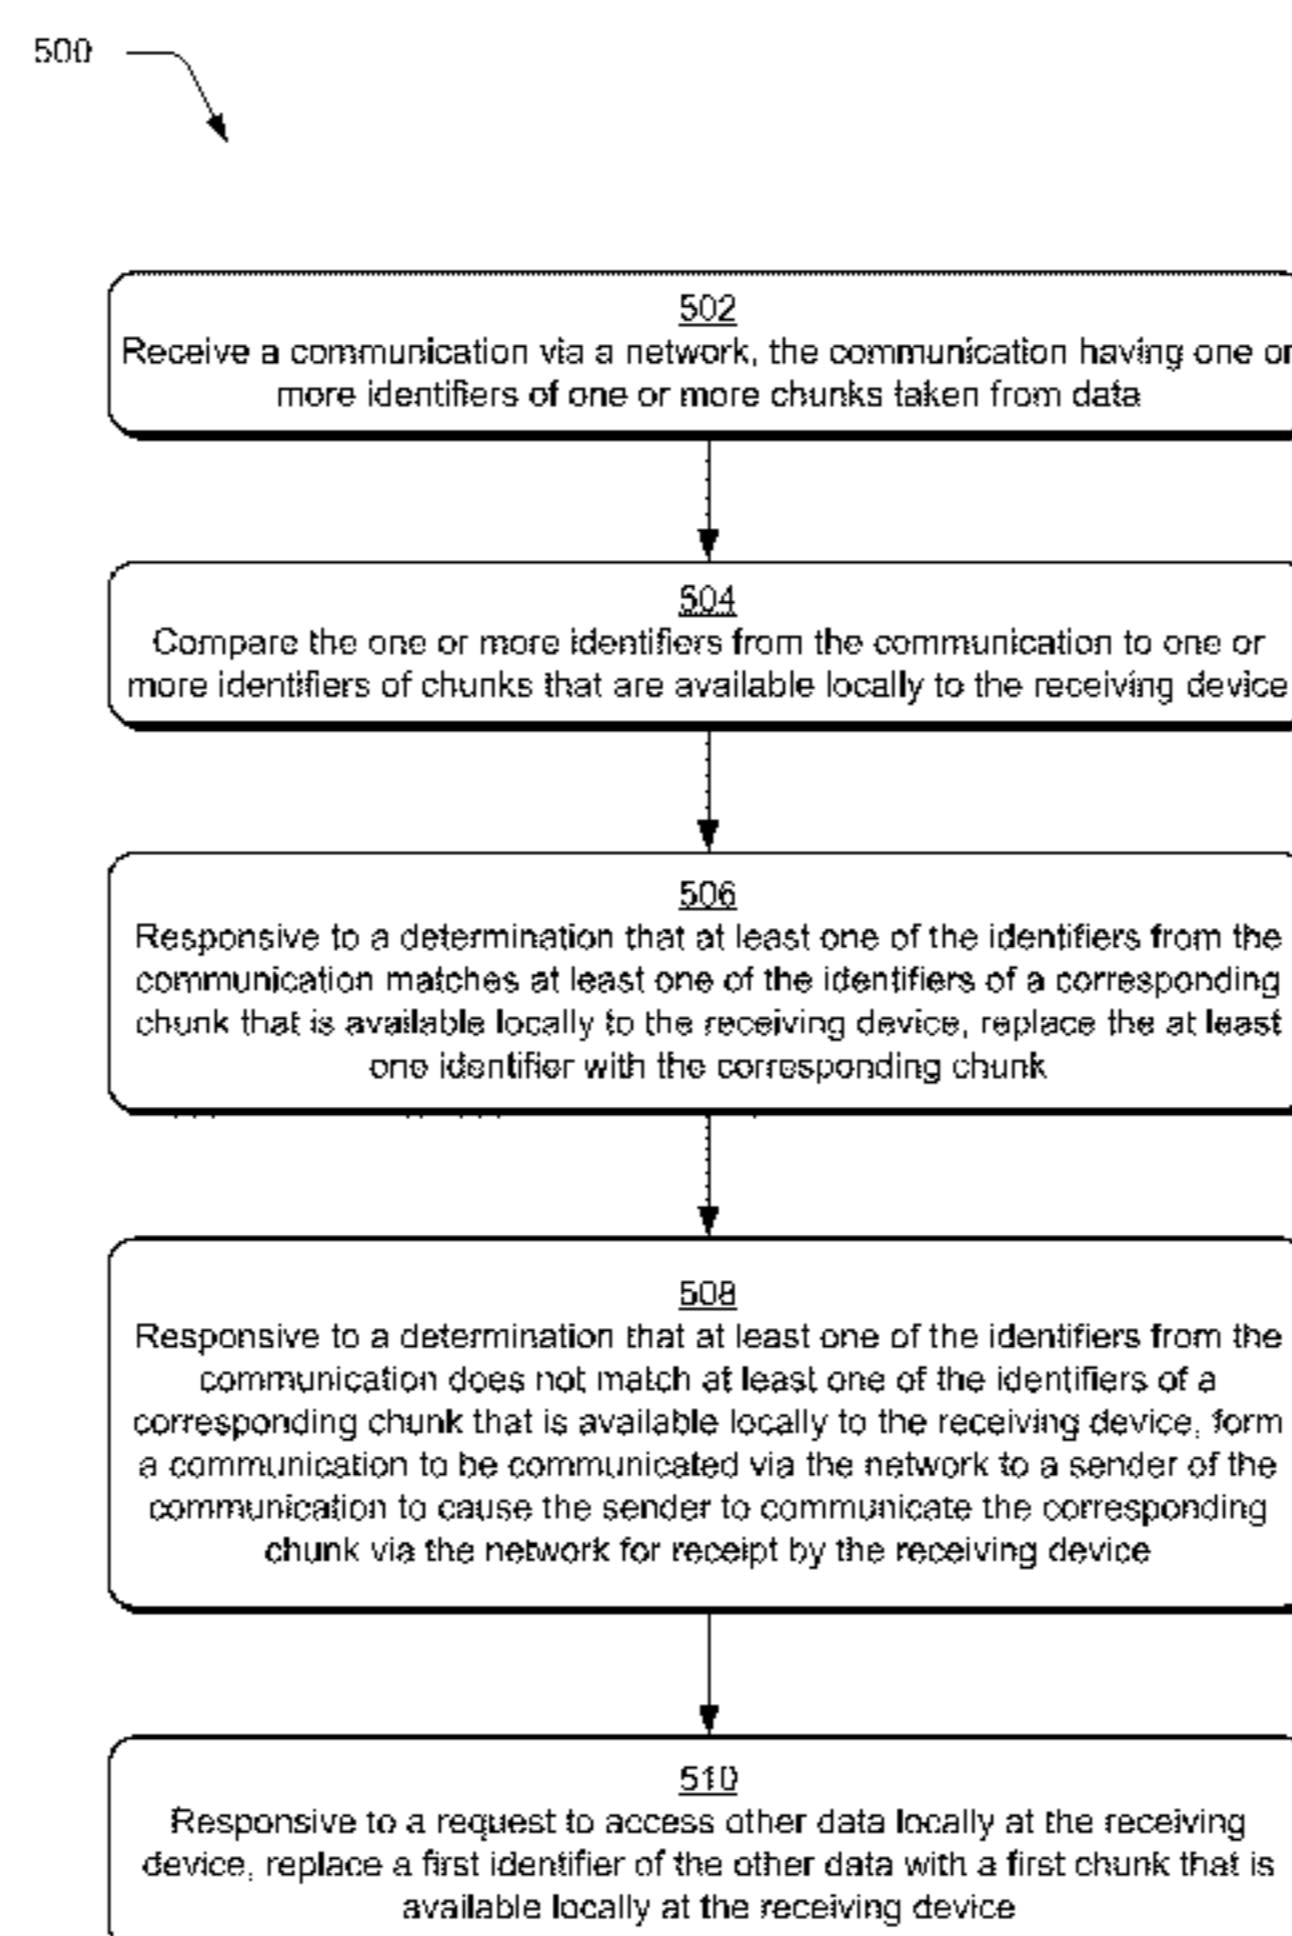 500
502
Receive a communication via a network, the communication having one or
more identifiers of one or more chunks taken from data
504
Compare the one or more identifiers from the communication to one or
more identifiers of chunks that are available locally to the receiving device
506
Responsive to a determination that at least one of the identifiers from the
communication matches at least one of the identifiers of a corresponding
chunk that is available locally to the receiving device, replace the at least
one identifier with the corresponding chunk
508
Responsive to a determination that at least one of the identifiers from the
communication does not match at least one of the identifiers of a
corresponding chunk that is available locally to the receiving device, form
a communication to be communicated via the network to a sender of the
communication to cause the sender to communicate the corresponding
chunk via the network for receipt by the receiving device
510
Responsive to a request to access other data locally at the receiving
device, replace a first identifier of the other data with a first chunk that is
available locally at the receiving device